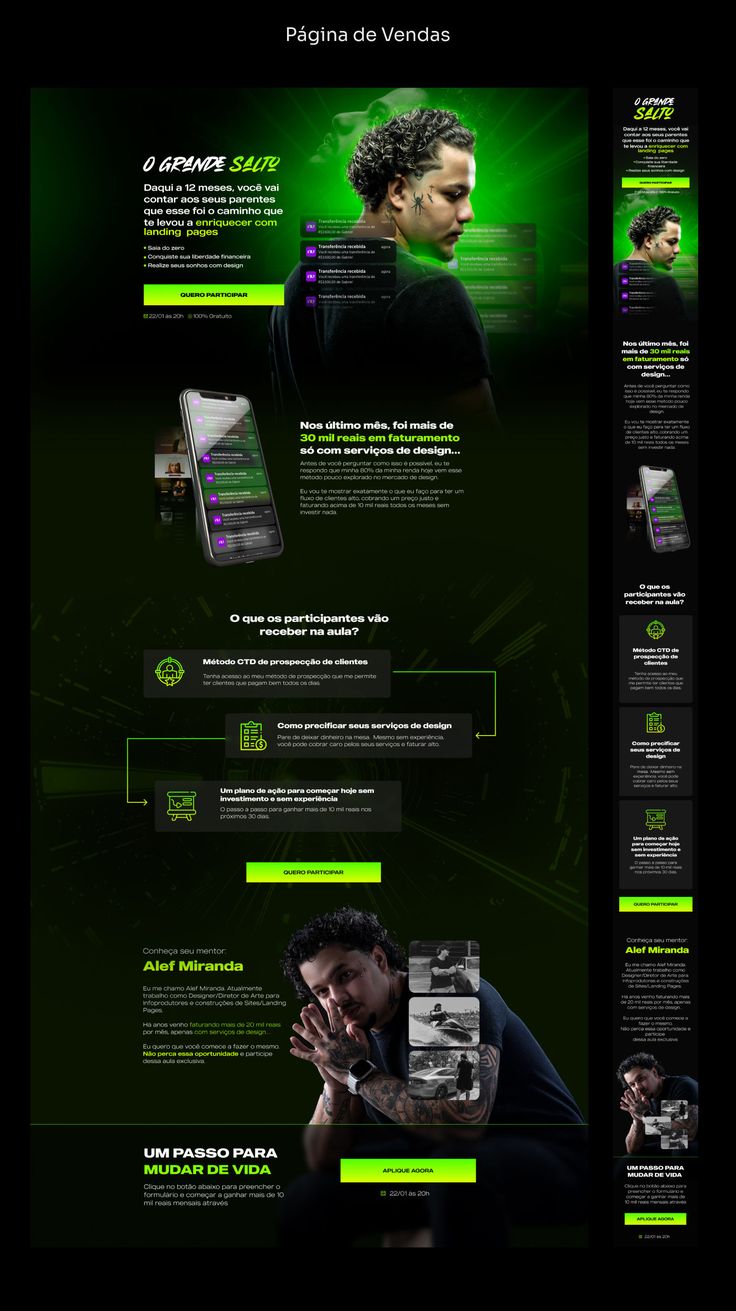 Página de Vendas
O GRANDE SALTO
Daqui a 12 meses, você vai
contar aos seus parentes
que esse foi o caminho que
te levou a enriquecer com
landing pages
Saia do zero
Conquiste sua liberdade financeira
Realize seus sonhos com design
QUERO PARTICIPAR
22/01 às 20h 100% Gratuito
Transferência recebida
agora
Você recebeu uma transferência de
de Gabriel
Transferência recebida
agora
Você recebeu uma transferência de
de Gabriel
Transferência recebida
agora
Você recebeu uma transferência de
de Gabriel
Transferência recebida
agora
Nos último mês, foi mais de
30 mil reais em faturamento
só com serviços de design...
Antes de você perguntar como isso é possível, eu te
respondo que minha 80% da minha renda hoje vem esse
método pouco explorado no mercado de design.
Eu vou te mostrar exatamente o que eu faço para ter um
fluxo de clientes alto, cobrando um preço justo e
faturando acima de 10 mil reais todos os meses sem
investir nada.
O que os participantes vão
receber na aula?
Método CTD de prospecção de clientes
Tenha acesso ao meu método de prospecção que me permite
ter clientes que pagam bem todos os dias.
Como precificar seus serviços de design
Pare de deixar dinheiro na mesa. Mesmo sem experiência,
você pode cobrar caro pelos seus serviços e faturar alto.
Um plano de ação para começar hoje sem
investimento e sem experiência
O passo a passo para ganhar mais de 10 mil reais nos
próximos 30 dias.
QUERO PARTICIPAR
Conheça seu mentor:
Alef Miranda
Eu me chamo Alef Miranda. Atualmente
trabalho como Designer/Diretor de Arte para
Infoprodutores e construções de Sites/Landing
Pages.
Há anos venho faturando mais de 20 mil reais
por mês, apenas com serviços de design...
Eu quero que você comece a fazer o mesmo.
Não perca essa oportunidade e participe
dessa aula exclusiva.
UM PASSO PARA
MUDAR DE VIDA
Clique no botão abaixo para preencher o
formulário e começar a ganhar mais de 10
mil reais mensais através
APLIQUE AGORA
22/01 às 20h
O GRANDE
SALTO
Daqui a 12 meses, você vai
contar aos seus parentes
que esse foi o caminho que
te levou a enriquecer com
landing pages
Saia do zero
Conquiste sua liberdade
financeira
Realize seus sonhos com design
QUERO PARTICIPAR
100% Gratuito
Nos último mês, foi
mais de 30 mil reais
em faturamento só
com serviços de
design...
Antes de você perguntar como
isso é possível, eu te respondo
que minha 80% da minha renda
hoje vem esse método pouco
explorado no mercado de
design.
Eu vou te mostrar exatamente
o que eu faço para ter um fluxo
de clientes alto, cobrando um
preço justo e faturando acima
de 10 mil reais todos os meses
sem investir nada.
O que os
participantes vão
receber na aula?
Método CTD de
prospecção de
clientes
Tenha acesso ao meu
método de prospecção que
me permite ter clientes que
pagam bem todos os dias.
Como precificar
seus serviços de
design
Pare de deixar dinheiro na
mesa. Mesmo sem
experiência, você pode
cobrar caro pelos seus
serviços e faturar alto.
Um plano de ação
para começar hoje
sem investimento e
sem experiência
O passo a passo para
ganhar mais de 10 mil reais
nos próximos 30 dias.
QUERO PARTICIPAR
Conheça seu mentor:
Alef Miranda
Eu me chamo Alef Miranda.
Atualmente trabalho como
Designer/Diretor de Arte para
Infoprodutores e construções
de Sites/Landing Pages.
Há anos venho faturando mais
de 20 mil reais por mês, apenas
com serviços de design...
Eu quero que você comece a
fazer o mesmo.
Não perca essa oportunidade e
participe
dessa aula exclusiva.
UM PASSO PARA
MUDAR DE VIDA
Clique no botão abaixo para
preencher o formulário e
começar a ganhar mais de
10 mil reais mensais através
APLIQUE AGORA
22/01 às 20h